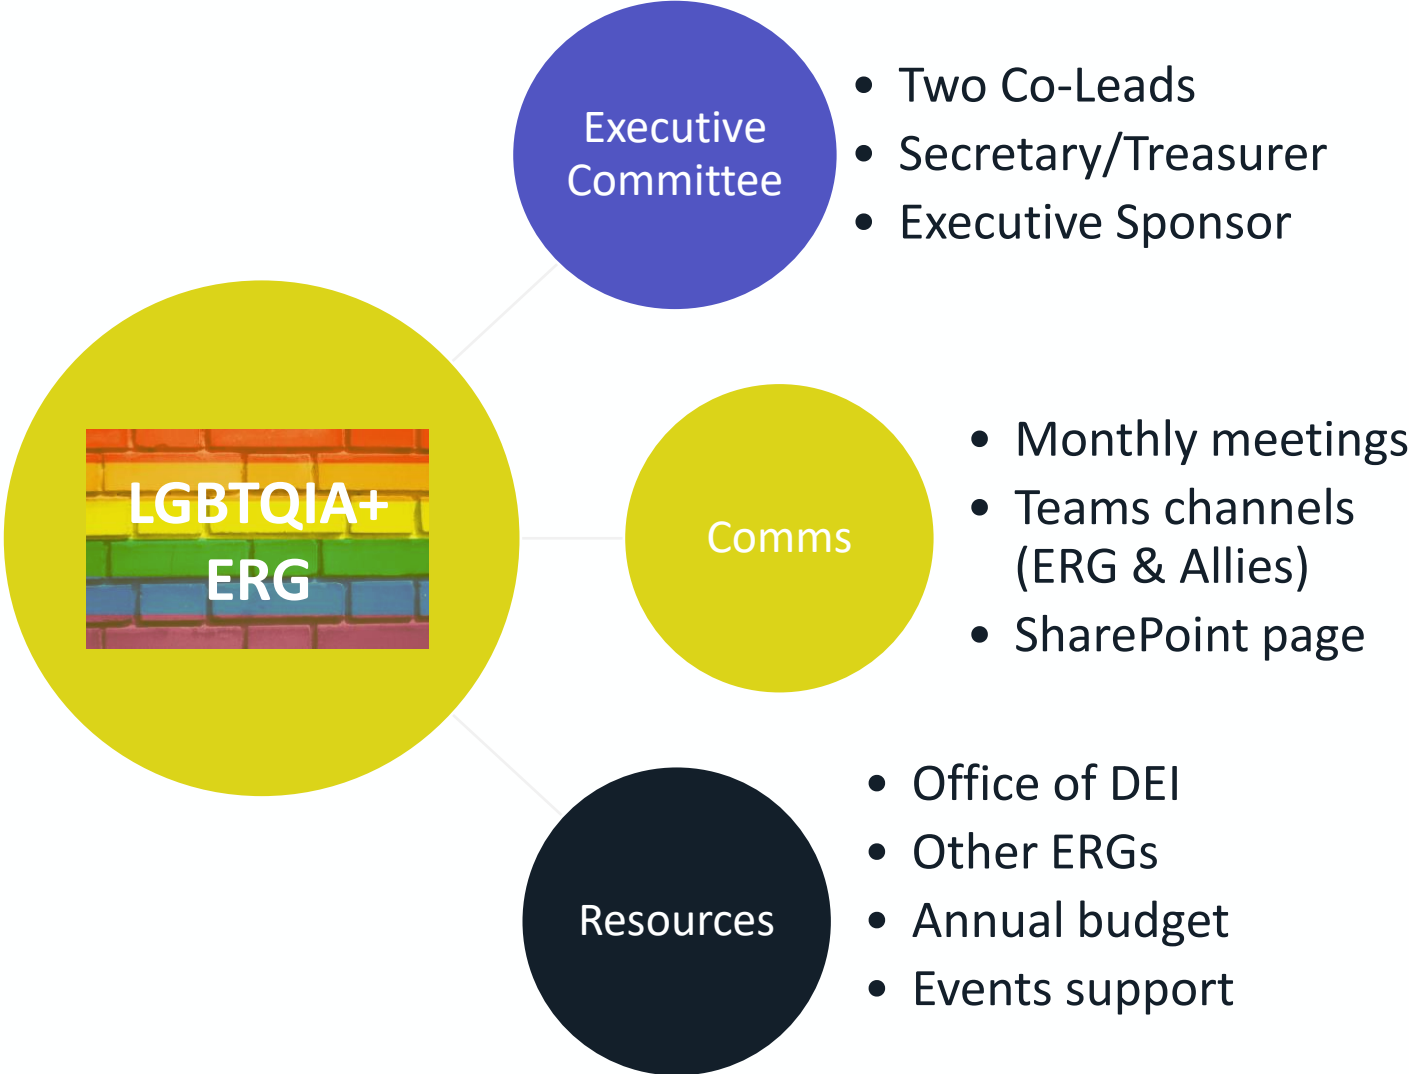 LGBTQIA+
ERG
Executive
Committee
• Two Co-Leads
• Secretary/Treasurer
• Executive Sponsor
Comms
• Monthly meetings
• Teams channels
(ERG & Allies)
• SharePoint page
Resources
• Office of DEI
• Other ERGs
• Annual budget
• Events support